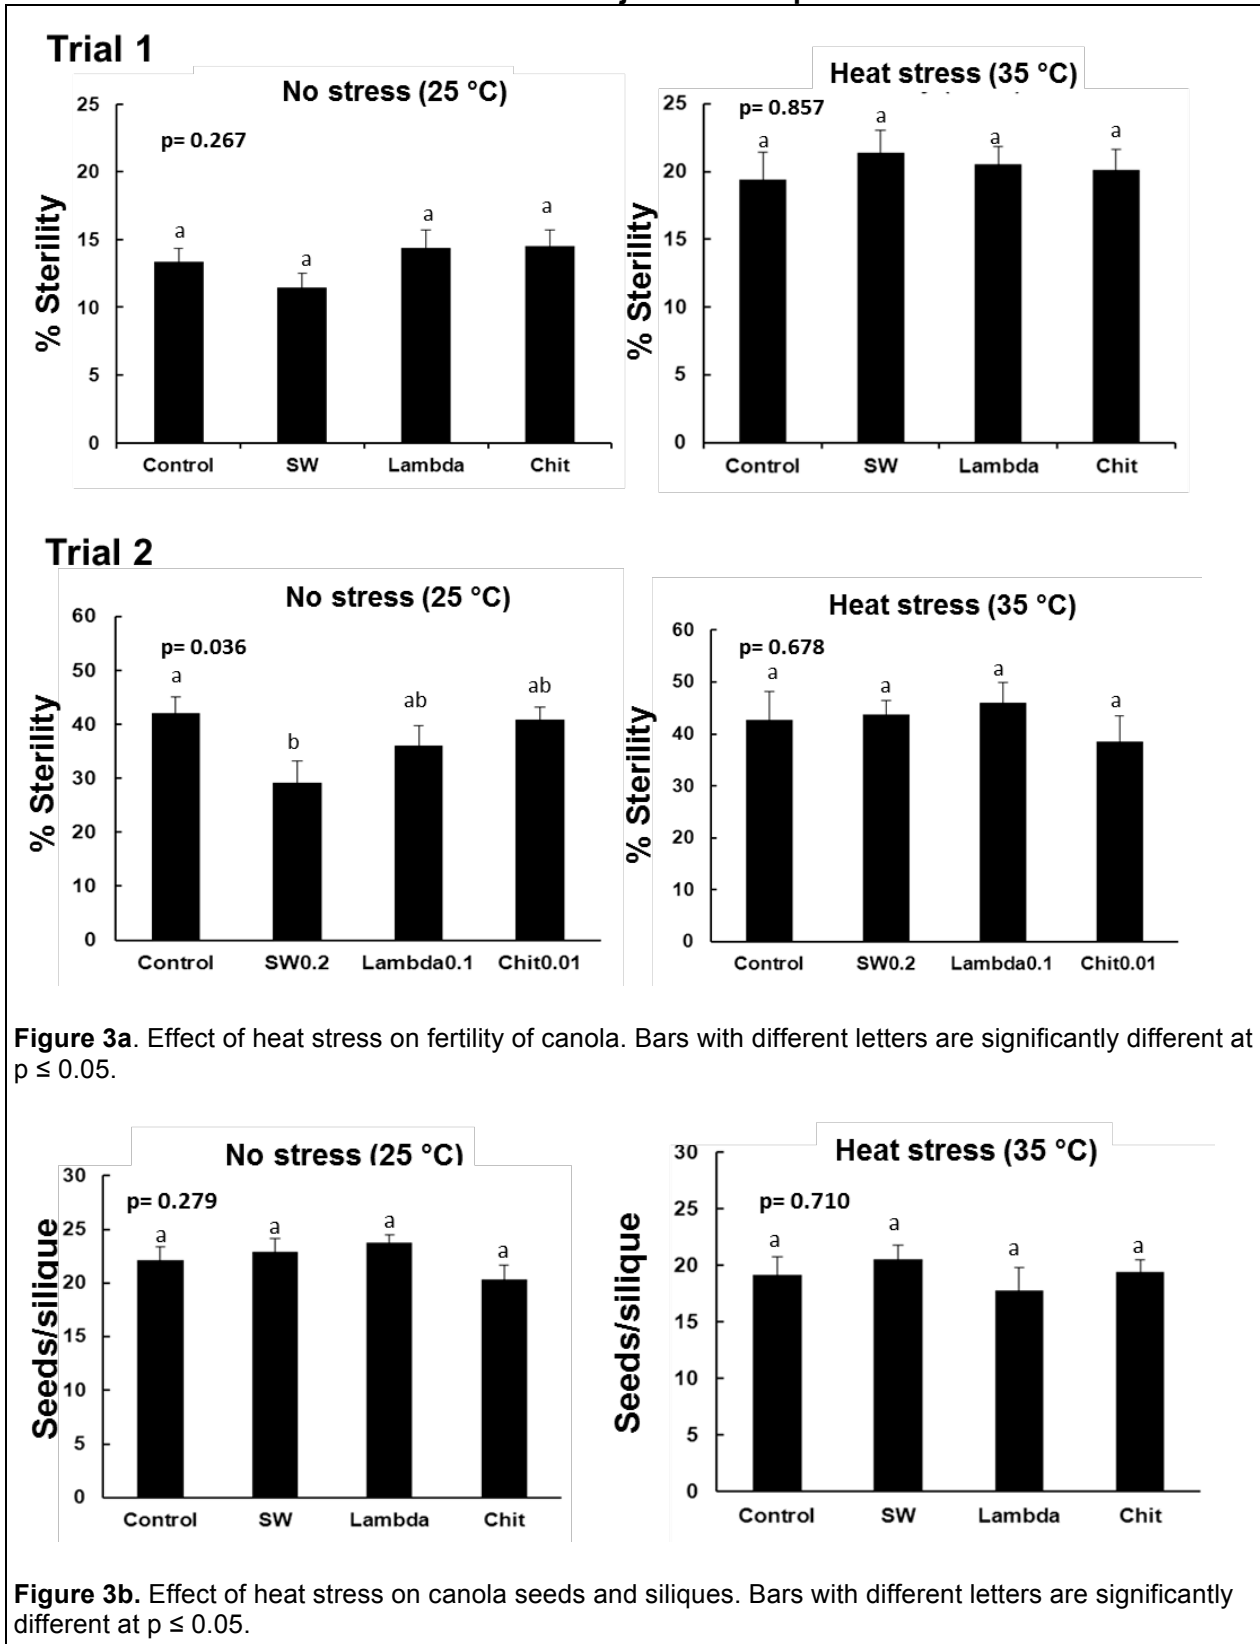 Trial 1
No stress (25 °C)
p= 0.267
% Sterility
25
20
15
10
5
0
a
a
a
a
Control SW Lambda Chit
Heat stress (35 °C)
p= 0.857
% Sterility
25
20
15
10
5
0
a
a
a
a
Control SW Lambda Chit
Trial 2
No stress (25 °C)
p= 0.036
% Sterility
60
50
40
30
20
10
0
a
b
ab
ab
Control SW0.2 Lambda0.1 Chit0.01
Heat stress (35 °C)
p= 0.678
% Sterility
60
50
40
30
20
10
0
a
a
a
a
Control SW0.2 Lambda0.1 Chit0.01
Figure 3a. Effect of heat stress on fertility of canola. Bars with different letters are significantly different at
p ≤ 0.05.
No stress (25 °C)
p= 0.279
Seeds/silique
30
25
20
15
10
5
0
a
a
a
a
Control SW Lambda Chit
Heat stress (35 °C)
p= 0.710
Seeds/silique
30
25
20
15
10
5
0
a
a
a
a
Control SW Lambda Chit
Figure 3b. Effect of heat stress on canola seeds and siliques. Bars with different letters are significantly
different at p ≤ 0.05.